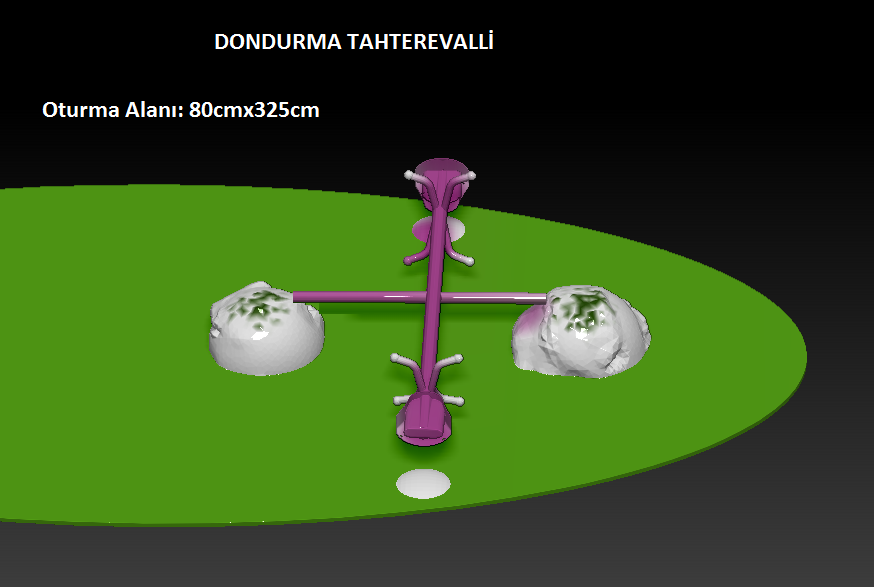 DONDURMA TAHTEREVALLİ
Oturma Alanı: 80cmx325cm